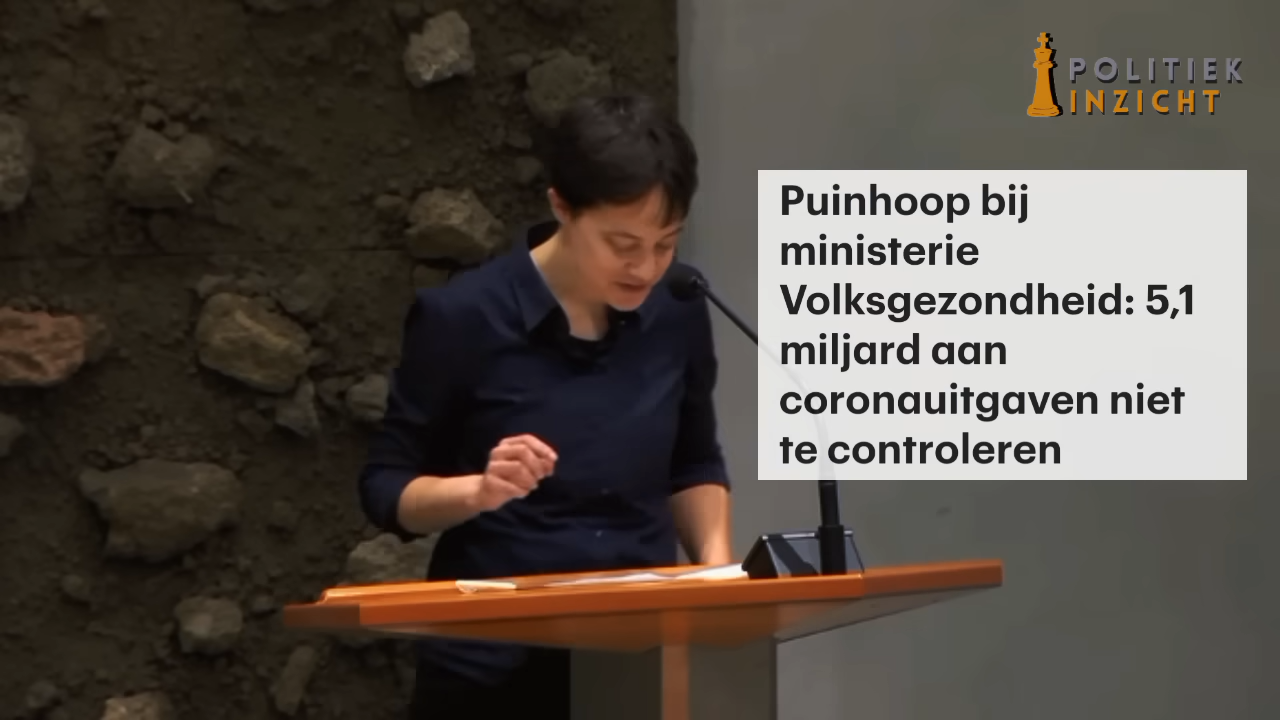 POLITIEK
INZICHT
Puinhoop bij
ministerie
Volksgezondheid: 5,1
miljard aan
coronauitgaven niet
te controleren